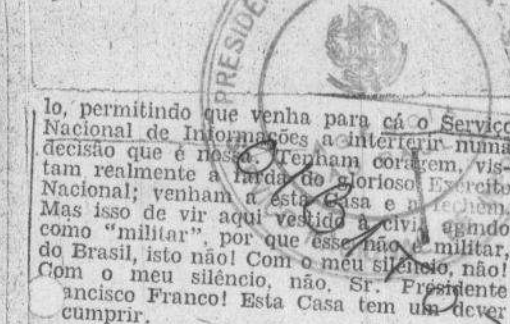 PRESIDE
lo, permitindo que venha para cá o Serviço
Nacional de Informações a interferir numa
decisão que é nossa. Tenham coragem, vis-
tam realmente a farda do glorioso Exército
Nacional; venham a esta Casa e a fechem.
Mas isso de vir aqui vestido à civil, agindo
como "militar", por que esse não é militar,
do Brasil, isto não! Com o meu silêncio, não!
Com o meu silêncio, não, Sr. Presidente
ancisco Franco! Esta Casa tem um dever
cumprir.